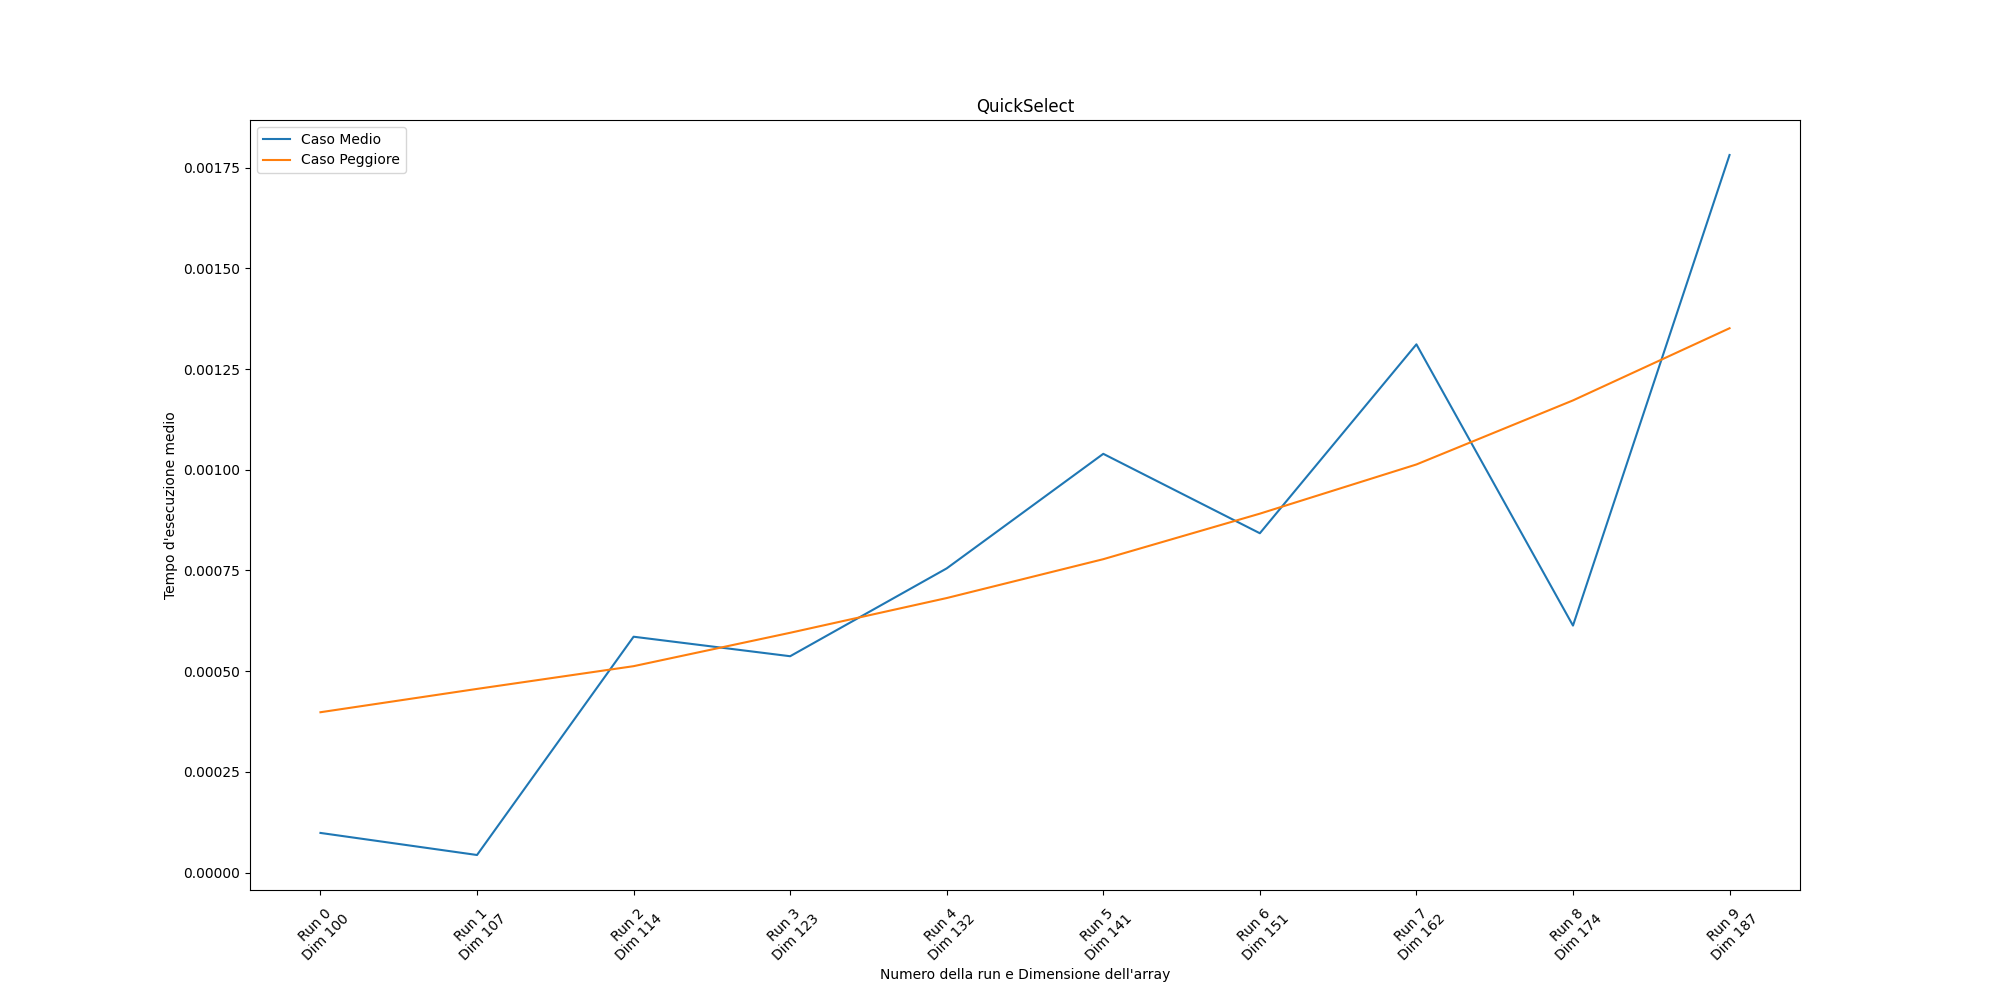 QuickSelect
Caso Medio
Caso Peggiore
0.00175
0.00150
0.00125
0.00100
0.00075
0.00050
0.00025
0.00000
Tempo d'esecuzione medio
Run 0
Dim 100
Run 1
Dim 107
Run 2
Dim 114
Run 3
Dim 123
Run 4
Dim 132
Run 5
Dim 141
Run 6
Dim 151
Run 7
Dim 162
Run 8
Dim 174
Run 9
Dim 187
Numero della run e Dimensione dell'array